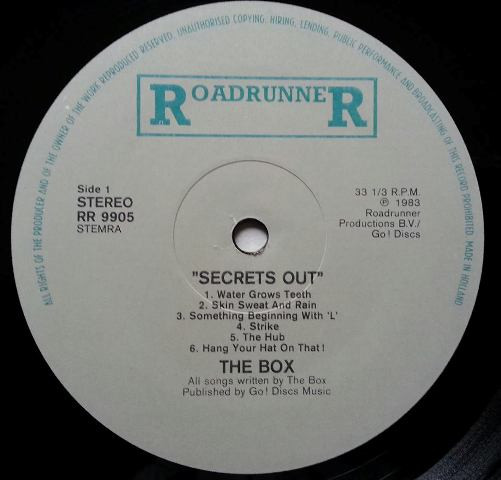 ALL RIGHTS OF THE PRODUCER AND OF THE OWNER OF THE WORK REPRODUCED RESERVED. UNAUTHORISED COPYING, HIRING, LENDING, PUBLIC PERFORMANCE AND BROADCASTING OF THIS RECORD PROHIBITED. MADE IN HOLLAND
ROADRUNNER
Side 1
STEREO
RR 9905
STEMRA
33 1/3 R.P.M.
℗ 1983
Roadrunner
Productions B.V./
Go! Discs
"SECRETS OUT"
1. Water Grows Teeth
2. Skin Sweat And Rain
3. Something Beginning With 'L'
4. Strike
5. The Hub
6. Hang Your Hat On That!
THE BOX
All songs written by The Box
Published by Go! Discs Music